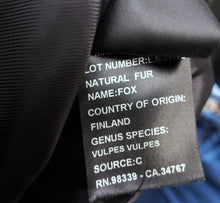 LOT NUMBER:L.N.
NATURAL FUR
NAME:FOX
COUNTRY OF ORIGIN:
FINLAND
GENUS SPECIES:
VULPES VULPES
SOURCE:C
RN.98339 - CA.34767